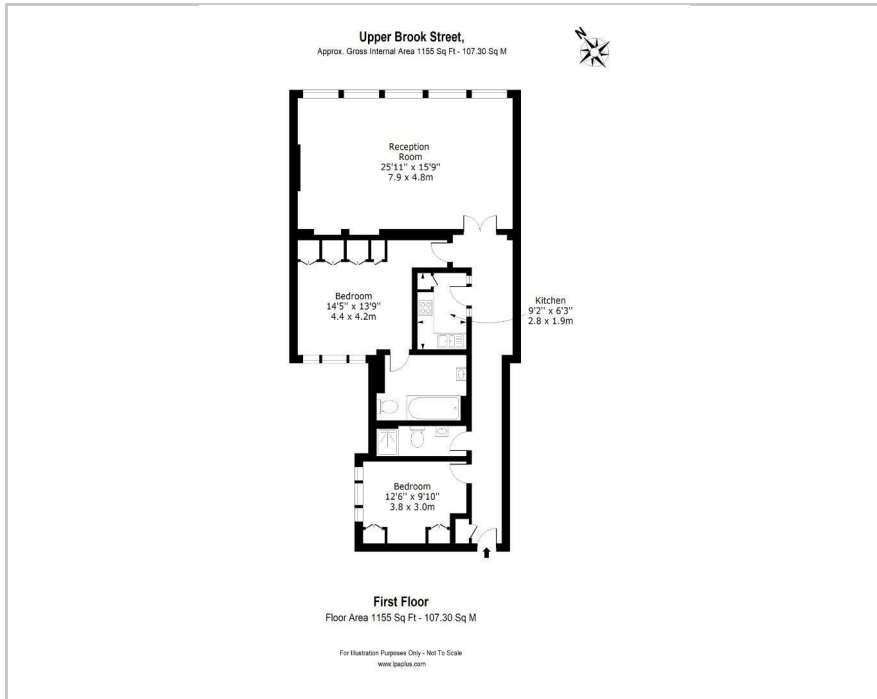 Upper Brook Street,
Approx. Gross Internal Area 1155 Sq Ft - 107.30 Sq M
N
Reception
Room
25'11'' x 15'9''
7.9 x 4.8m
Bedroom
14'5'' x 13'9''
4.4 x 4.2m
Kitchen
9'2'' x 6'3''
2.8 x 1.9m
Bedroom
12'6'' x 9'10''
3.8 x 3.0m
First Floor
Floor Area 1155 Sq Ft - 107.30 Sq M
For Illustration Purposes Only - Not To Scale
www.lpaplus.com